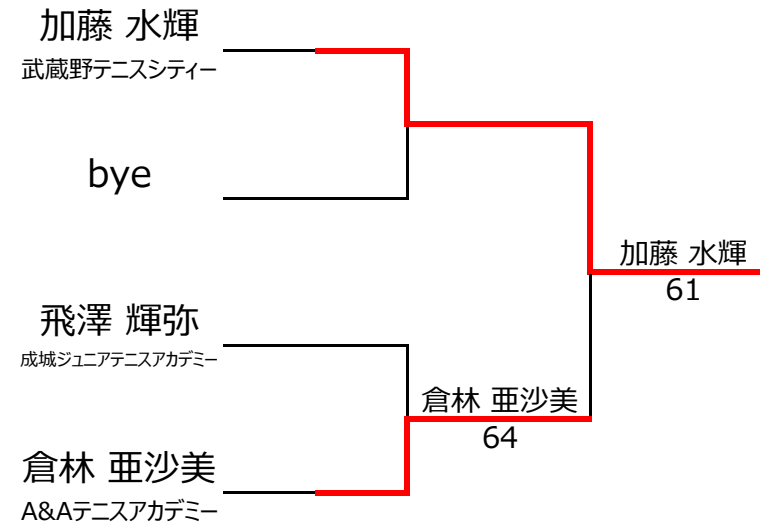 加藤 水輝
武蔵野テニスシティー
bye
飛澤 輝弥
成城ジュニアテニスアカデミー
倉林 亜沙美
A&Aテニスアカデミー
倉林 亜沙美
64
加藤 水輝
61